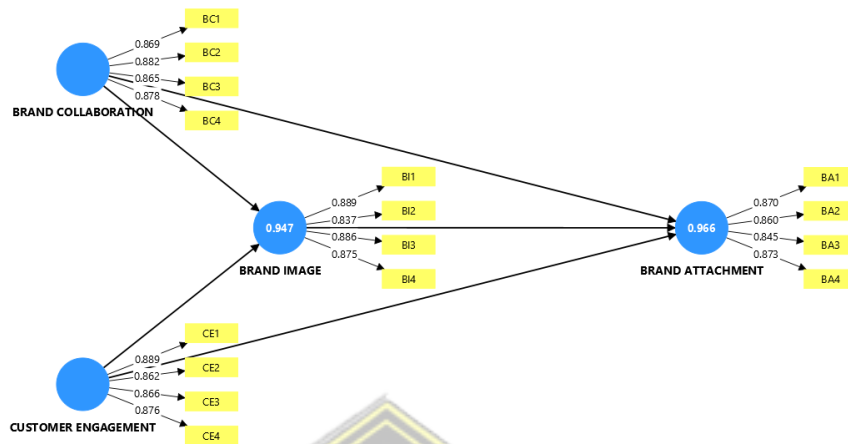 BC1
0.869
BC2
0.882
0.865
BC3
0.878
BRAND COLLABORATION
BC4
BI1
0.889
BI2
0.837
0.947
0.886
BI3
0.875
BRAND IMAGE
BI4
BA1
0.870
BA2
0.860
0.966
0.845
BA3
0.873
BRAND ATTACHMENT
BA4
CE1
0.889
CE2
0.862
0.866
CE3
0.876
CUSTOMER ENGAGEMENT
CE4